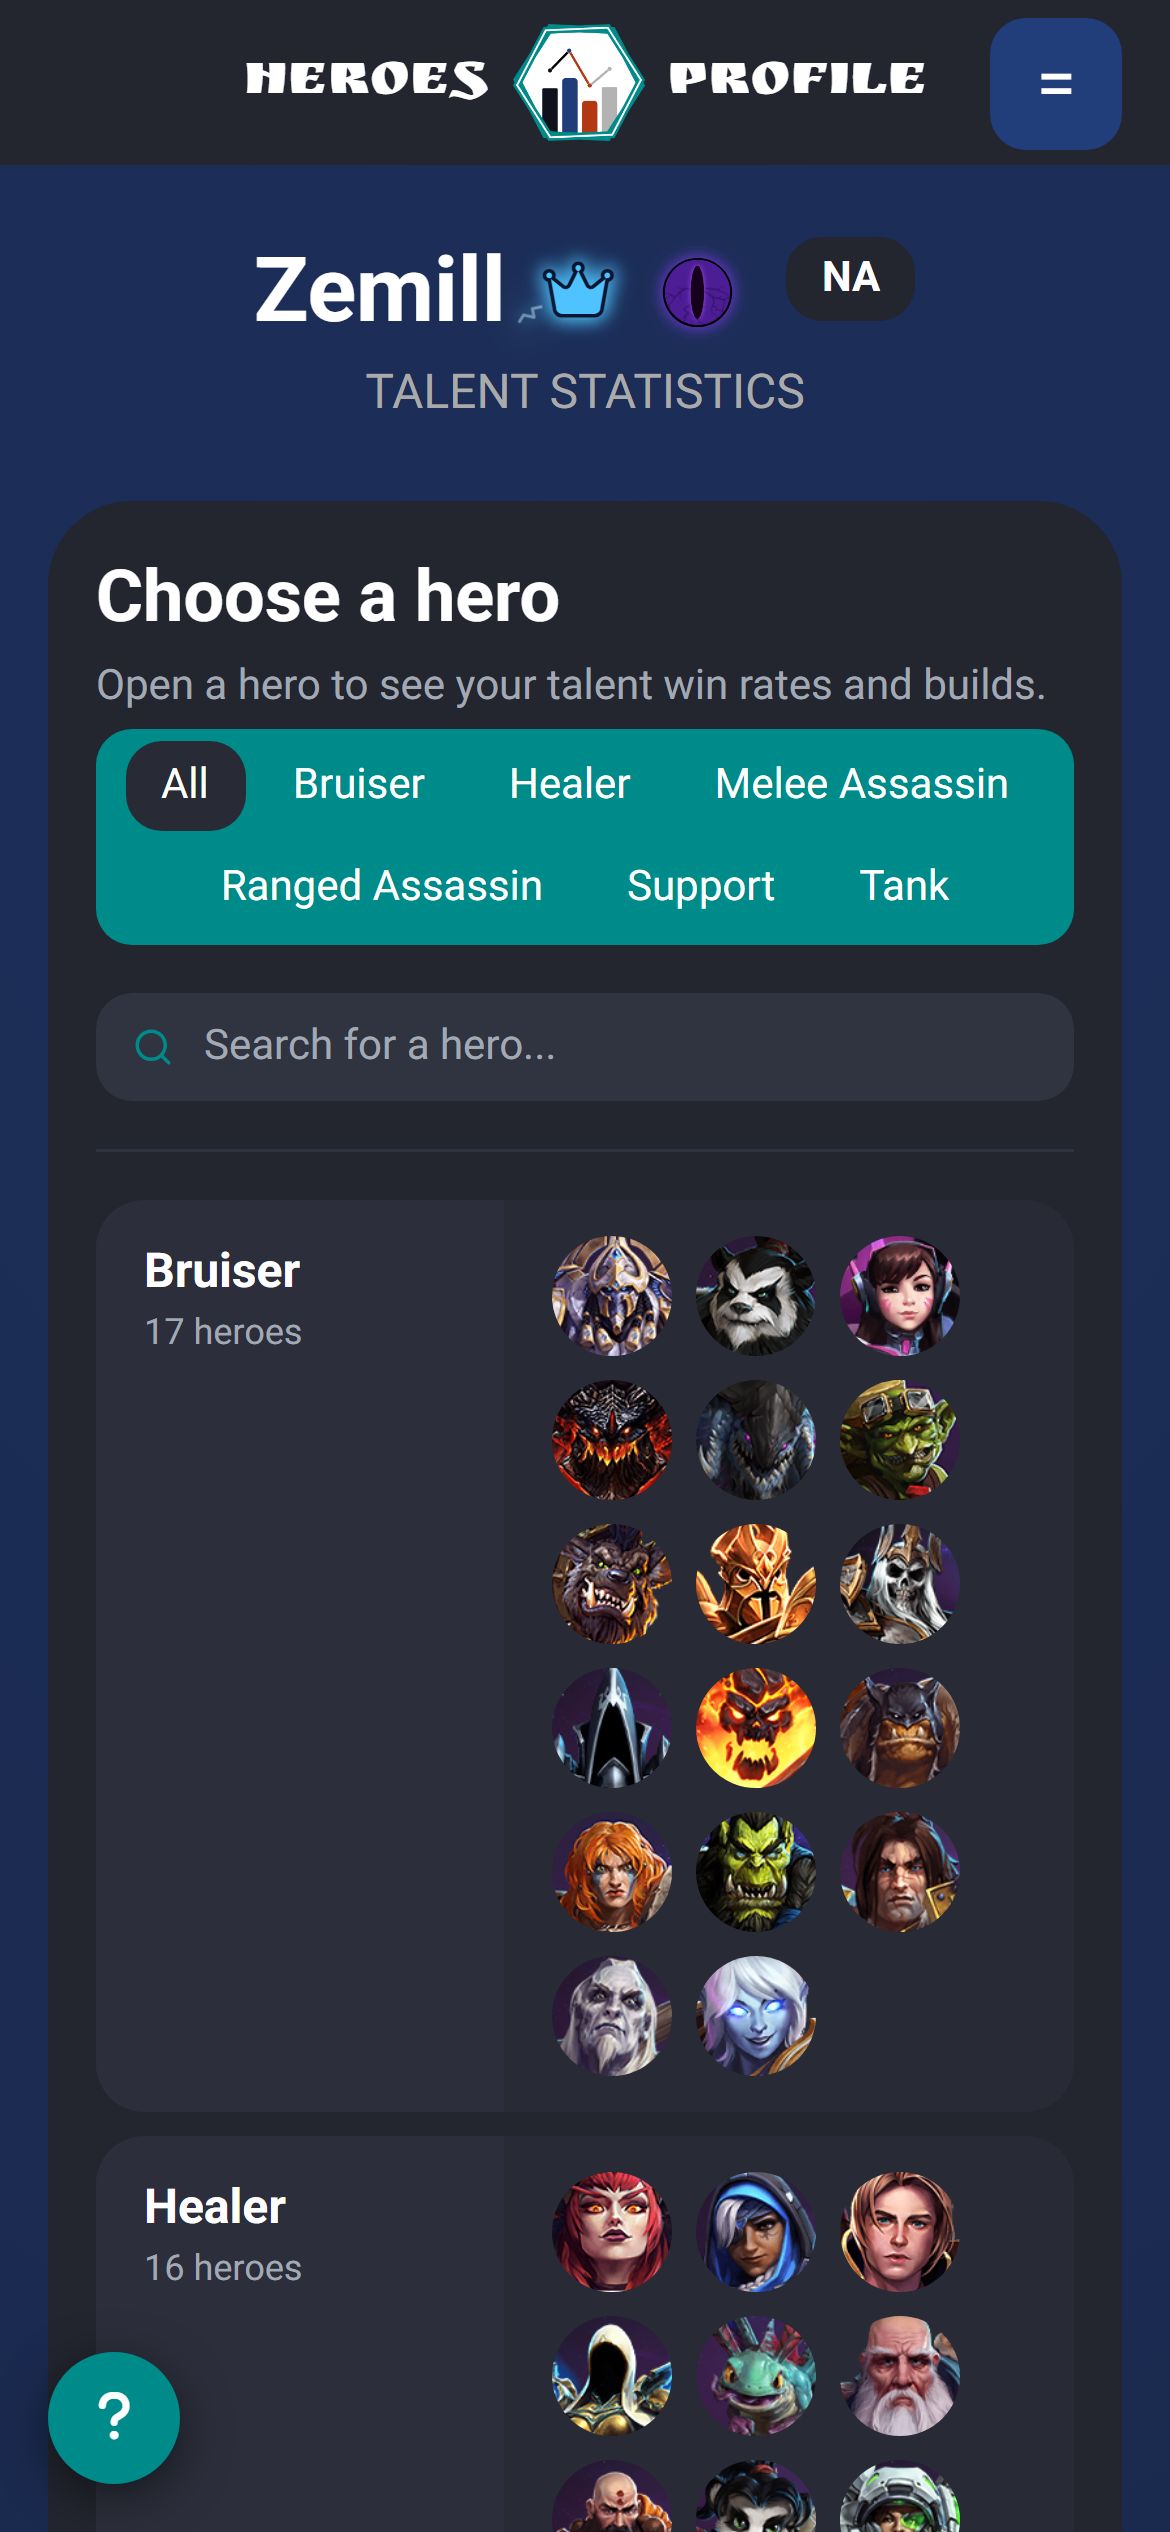 HEROES PROFILE
=
Zemill NA
TALENT STATISTICS
Choose a hero
Open a hero to see your talent win rates and builds.
All Bruiser Healer Melee Assassin
Ranged Assassin Support Tank
Search for a hero...
Bruiser
17 heroes
Healer
16 heroes
?